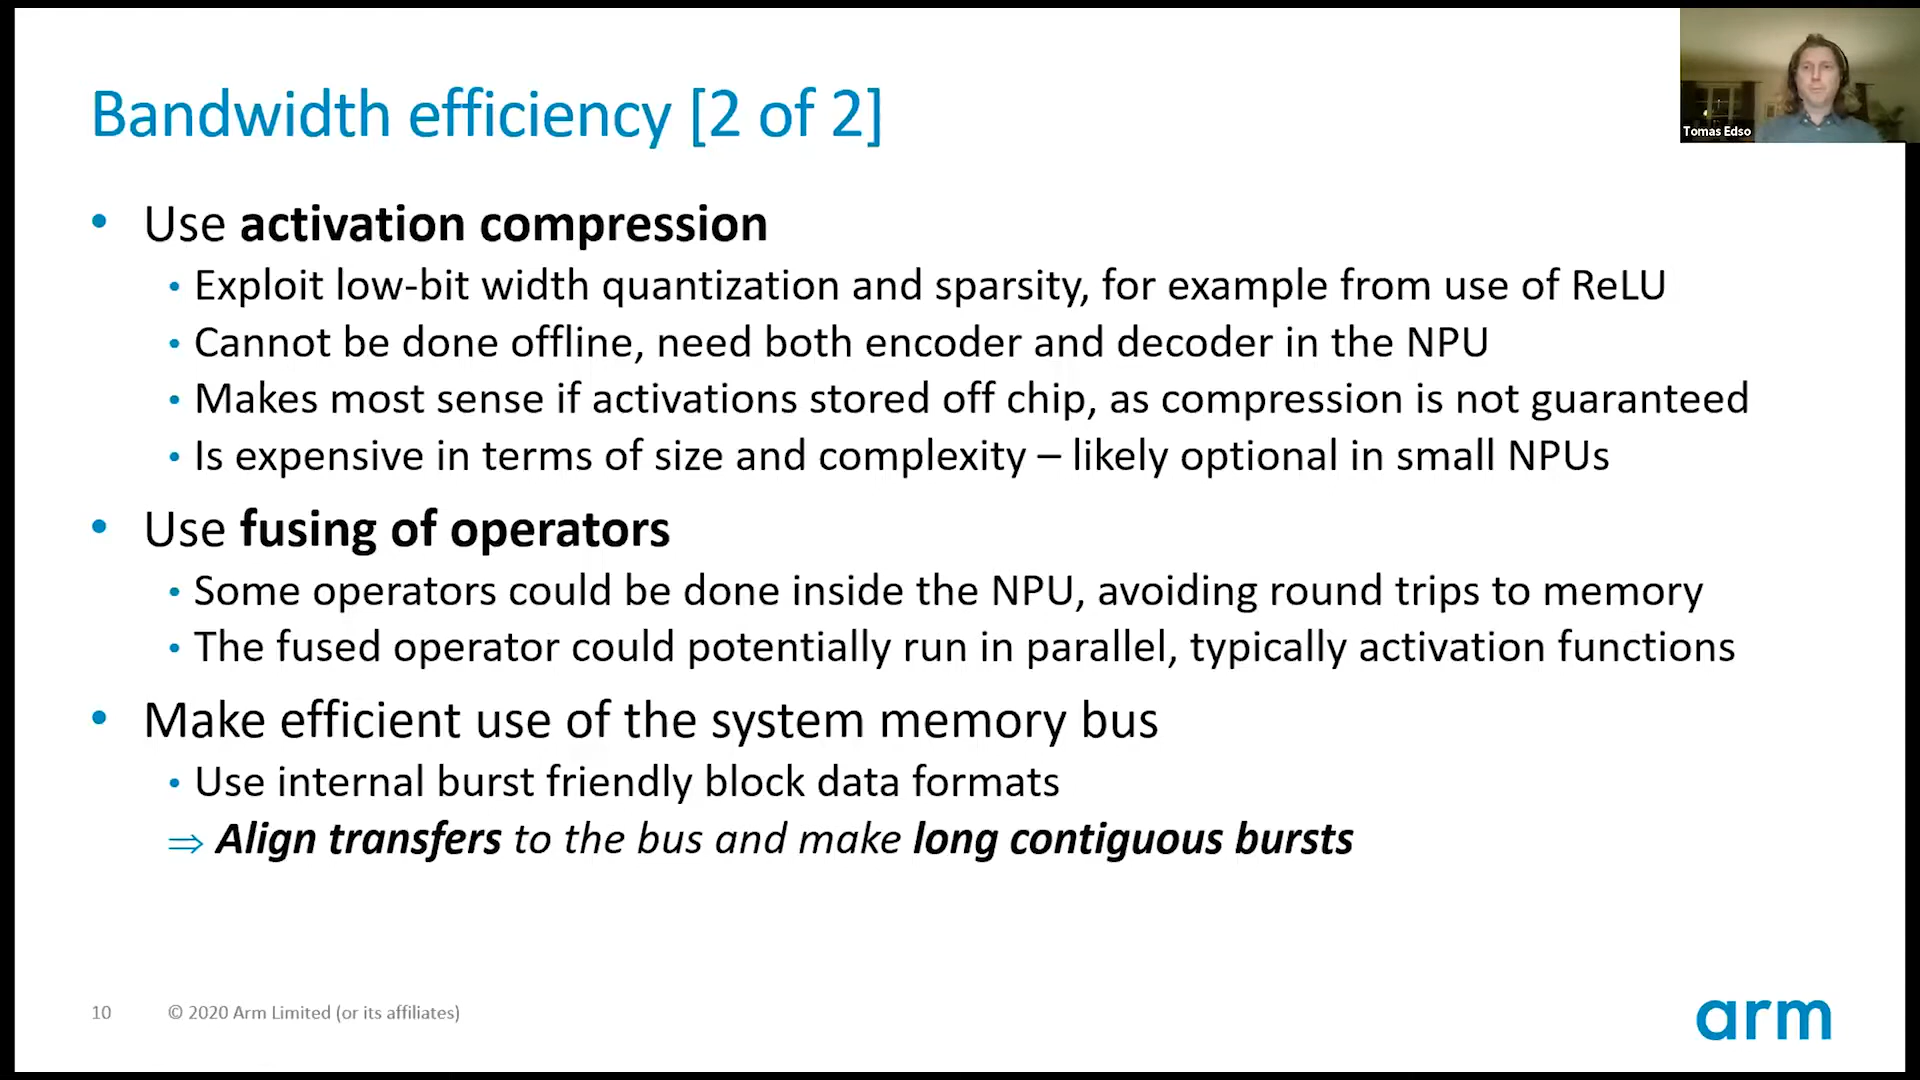 Bandwidth efficiency [2 of 2]
Tomas Edso
• Use activation compression
• Exploit low-bit width quantization and sparsity, for example from use of ReLU
• Cannot be done offline, need both encoder and decoder in the NPU
• Makes most sense if activations stored off chip, as compression is not guaranteed
• Is expensive in terms of size and complexity – likely optional in small NPUs
• Use fusing of operators
• Some operators could be done inside the NPU, avoiding round trips to memory
• The fused operator could potentially run in parallel, typically activation functions
• Make efficient use of the system memory bus
• Use internal burst friendly block data formats
⇒ Align transfers to the bus and make long contiguous bursts
10 © 2020 Arm Limited (or its affiliates)
arm